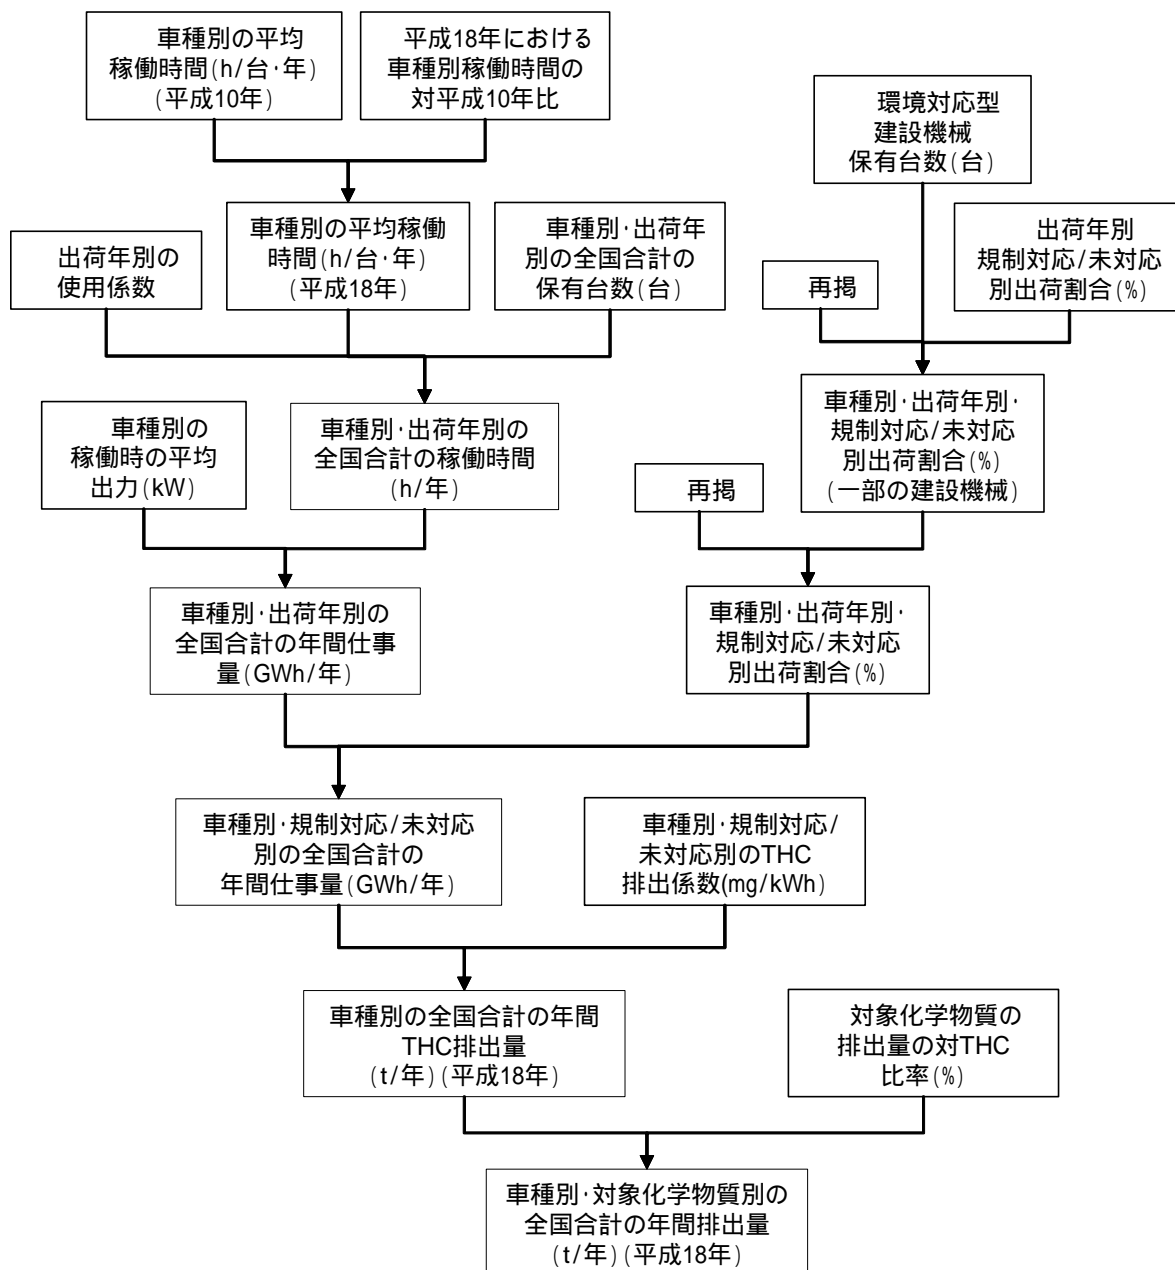 車種別の平均
稼働時間(h/台·年)
(平成10年)
平成18年における
車種別稼働時間の
対平成10年比
環境対応型
建設機械
保有台数(台)
出荷年別の
使用係数
車種別の平均稼働
時間(h/台·年)
(平成18年)
車種別·出荷年
別の全国合計の
保有台数(台)
再掲
出荷年別
規制対応/未対応
別出荷割合(%)
車種別の
稼働時の平均
出力(kW)
車種別·出荷年別の
全国合計の稼働時間
(h/年)
再掲
車種別·出荷年別·
規制対応/未対応
別出荷割合(%)
(一部の建設機械)
車種別·出荷年別の
全国合計の年間仕事
量(GWh/年)
車種別·出荷年別·
規制対応/未対応
別出荷割合(%)
車種別·規制対応/未対応
別の全国合計の
年間仕事量(GWh/年)
車種別·規制対応/
未対応別のTHC
排出係数(mg/kWh)
車種別の全国合計の年間
THC排出量
(t/年)(平成18年)
対象化学物質の
排出量の対THC
比率(%)
車種別·対象化学物質別の
全国合計の年間排出量
(t/年)(平成18年)